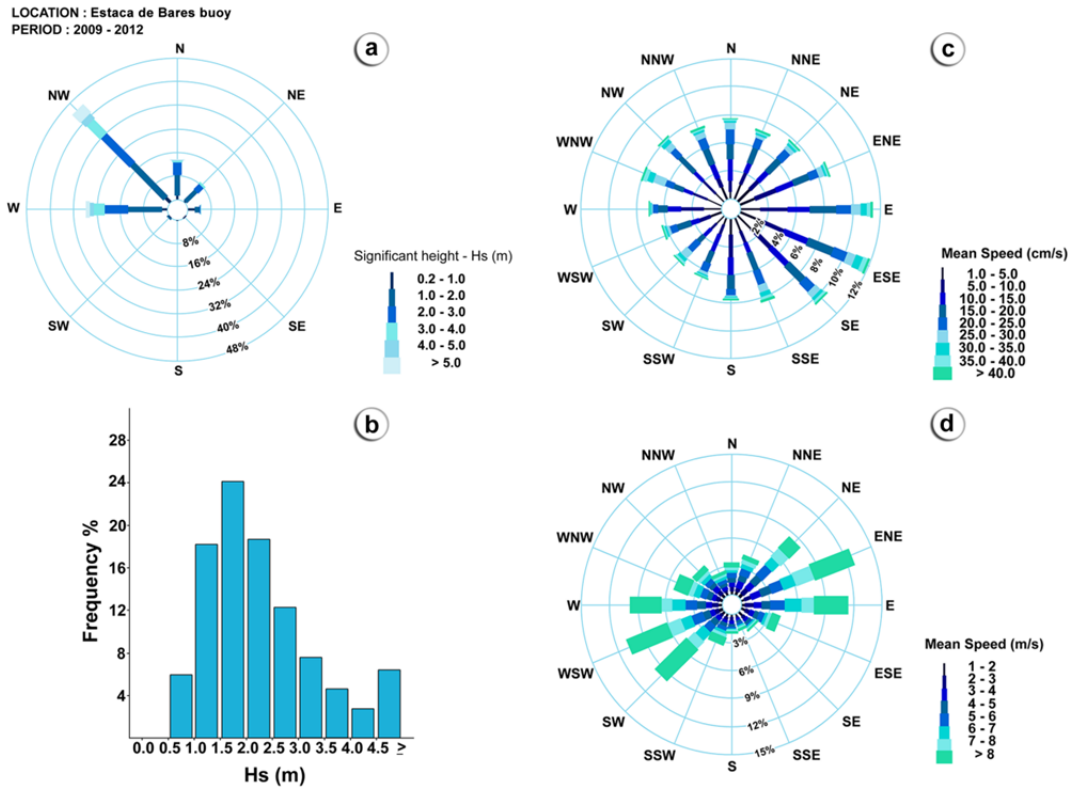 LOCATION : Estaca de Bares buoy
PERIOD : 2009 - 2012
a
N
NE
E
SE
S
SW
W
NW
8%
16%
24%
32%
40%
48%
Significant height - Hs (m)
0.2 - 1.0
1.0 - 2.0
2.0 - 3.0
3.0 - 4.0
4.0 - 5.0
> 5.0
c
N
NNE
NE
ENE
E
ESE
SE
SSE
S
SSW
SW
WSW
W
WNW
NW
NNW
2%
4%
6%
8%
10%
12%
Mean Speed (cm/s)
1.0 - 5.0
5.0 - 10.0
10.0 - 15.0
15.0 - 20.0
20.0 - 25.0
25.0 - 30.0
30.0 - 35.0
35.0 - 40.0
> 40.0
b
Frequency %
28
24
20
16
12
8
4
0.0 0.5 1.0 1.5 2.0 2.5 3.0 3.5 4.0 4.5 ≥
Hs (m)
d
N
NNE
NE
ENE
E
ESE
SE
SSE
S
SSW
SW
WSW
W
WNW
NW
NNW
3%
6%
9%
12%
15%
Mean Speed (m/s)
1 - 2
2 - 3
3 - 4
4 - 5
5 - 6
6 - 7
7 - 8
> 8